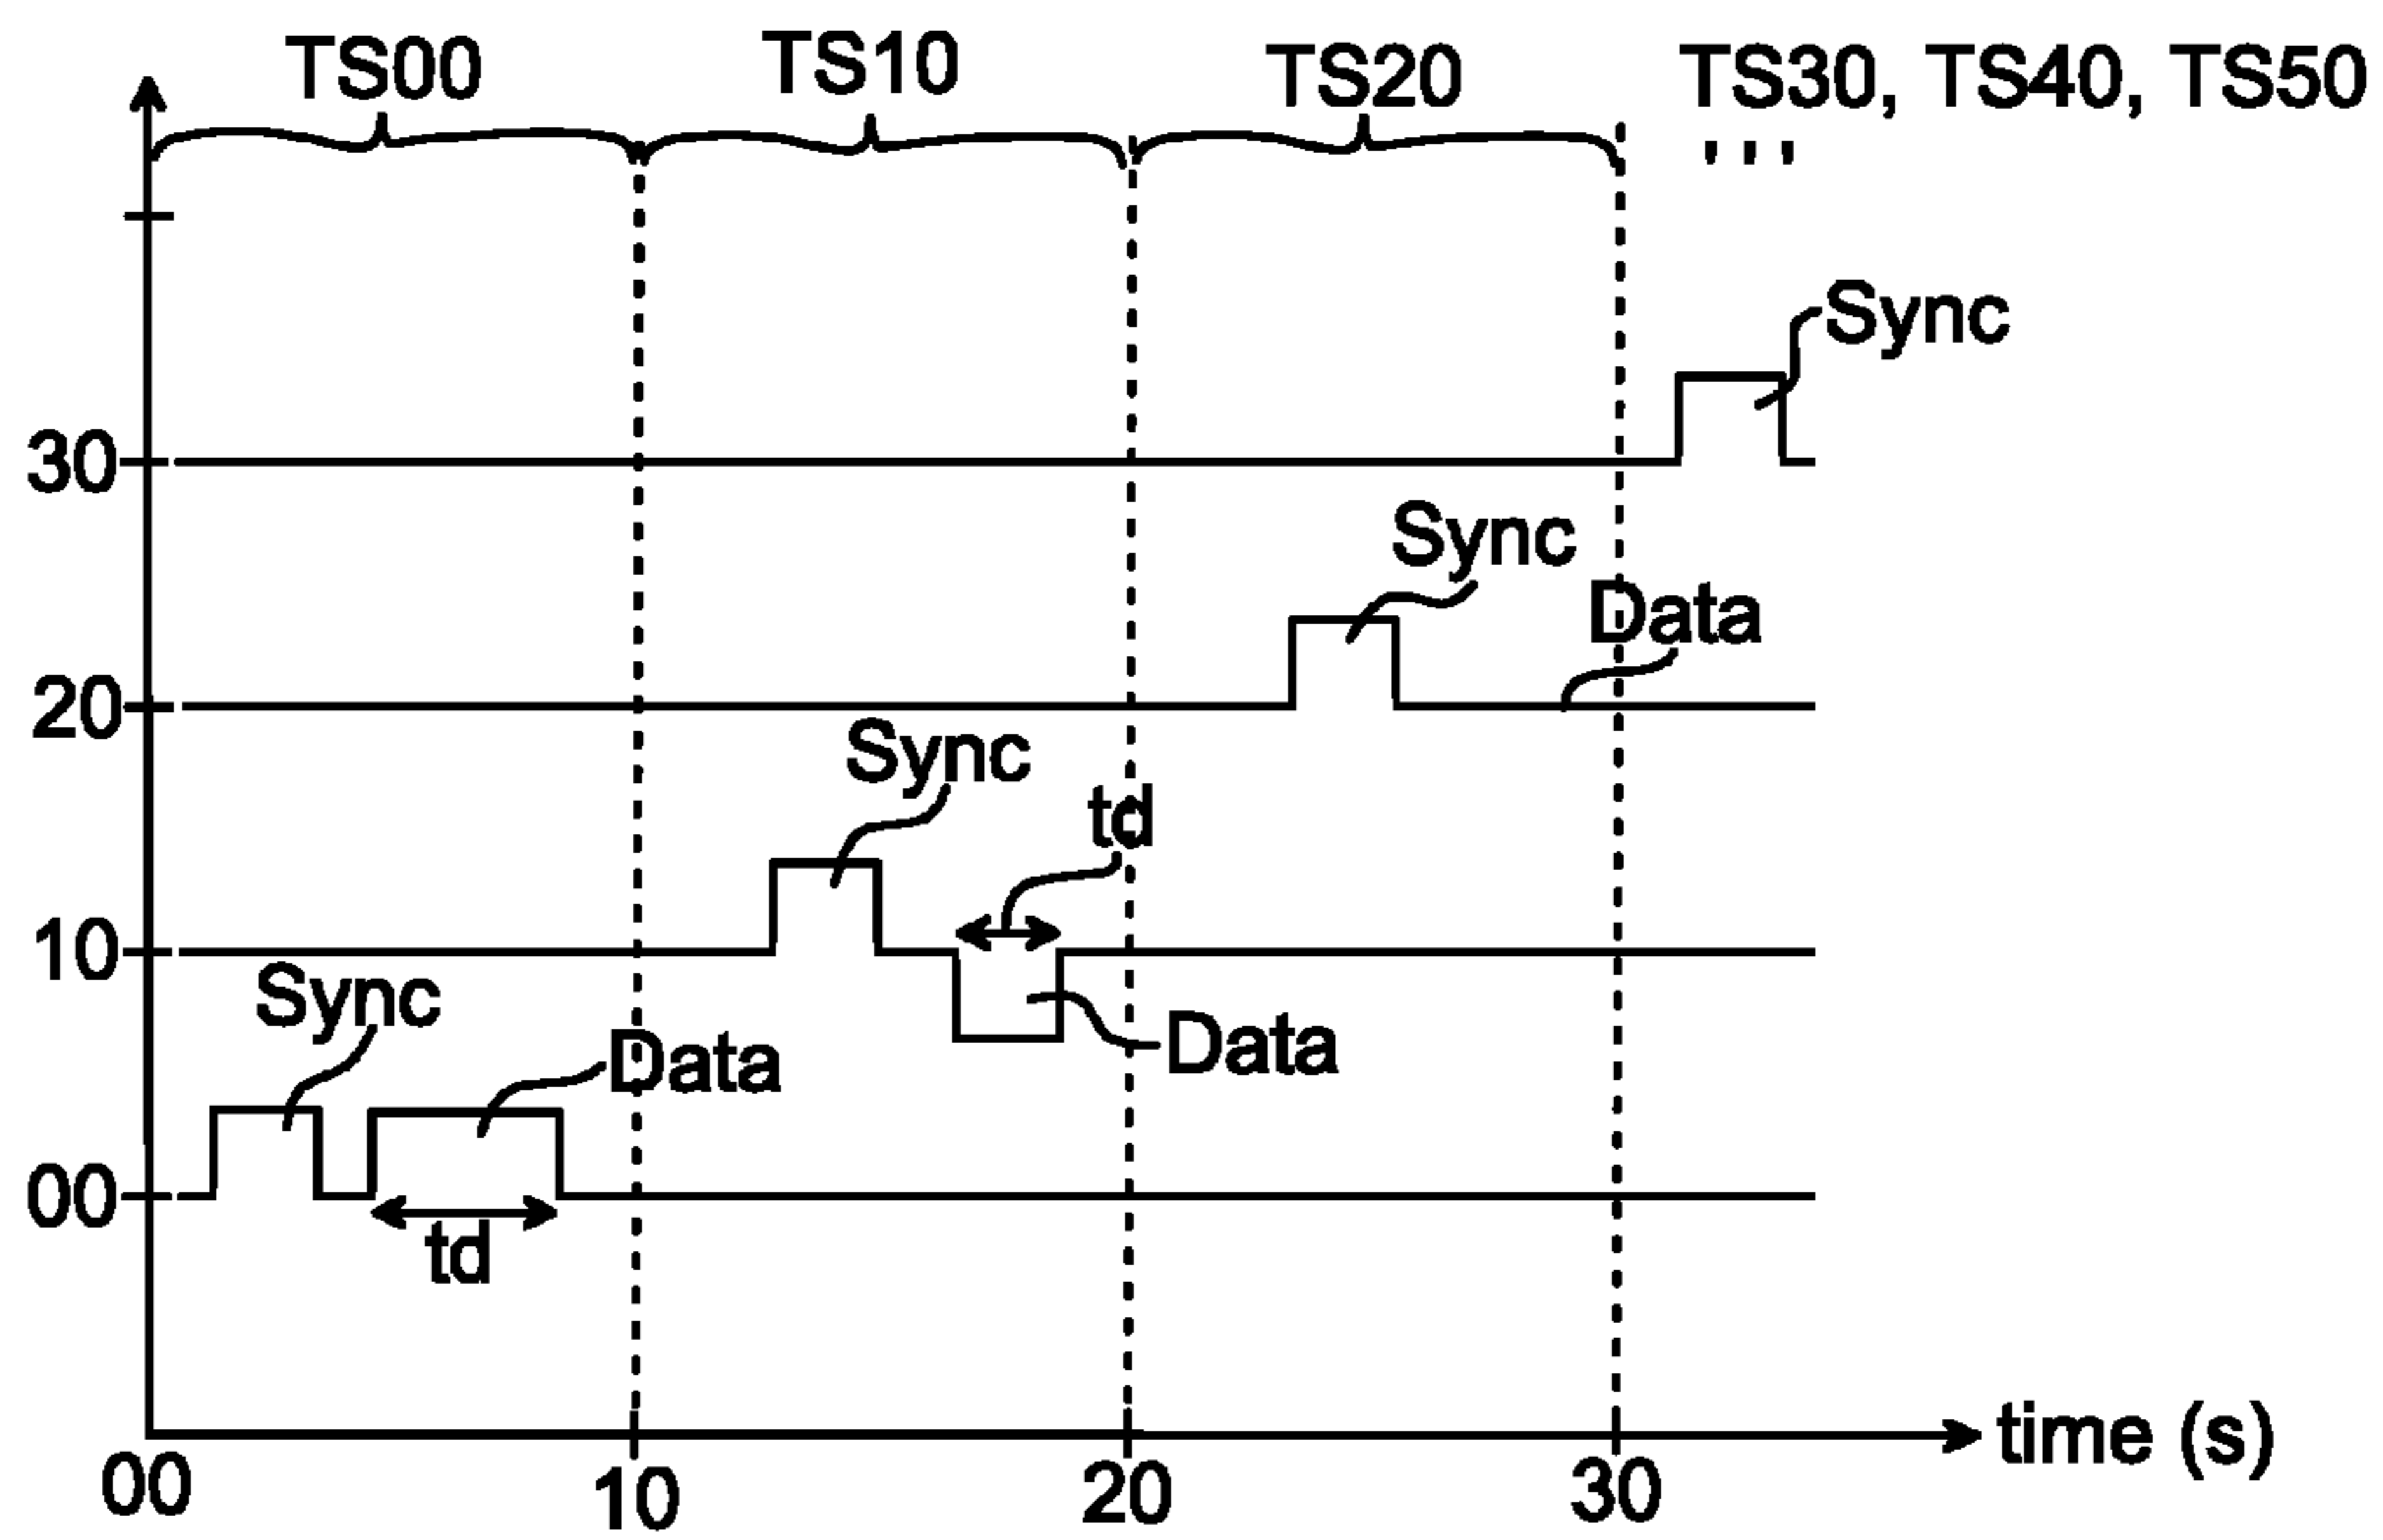 TS00 TS10 TS20 TS30, TS40, TS50
' ' '
Sync
30
Sync
Data
20
Sync
td
10
Sync
Data
Data
00
td
time (s)
00 10 20 30